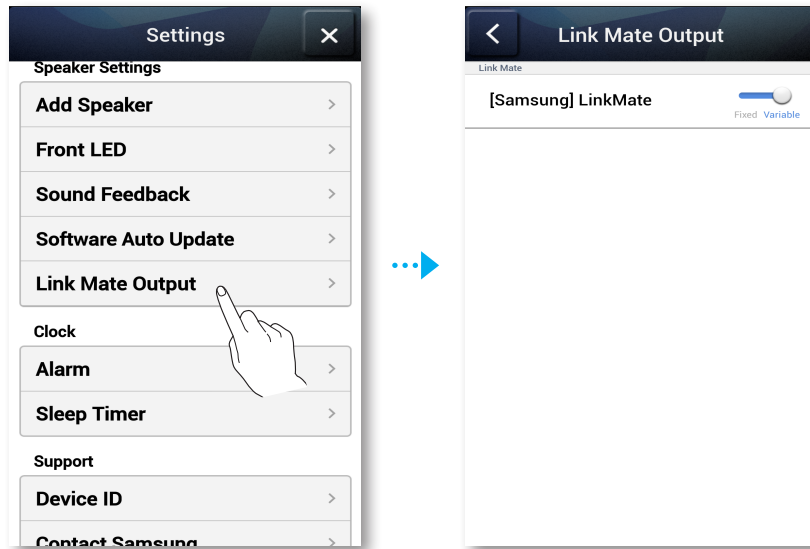 Settings
Speaker Settings
Add Speaker
Front LED
Sound Feedback
Software Auto Update
Link Mate Output
Clock
Alarm
Sleep Timer
Support
Device ID
Contact Samsung
Link Mate Output
Link Mate
[Samsung] LinkMate
Fixed Variable